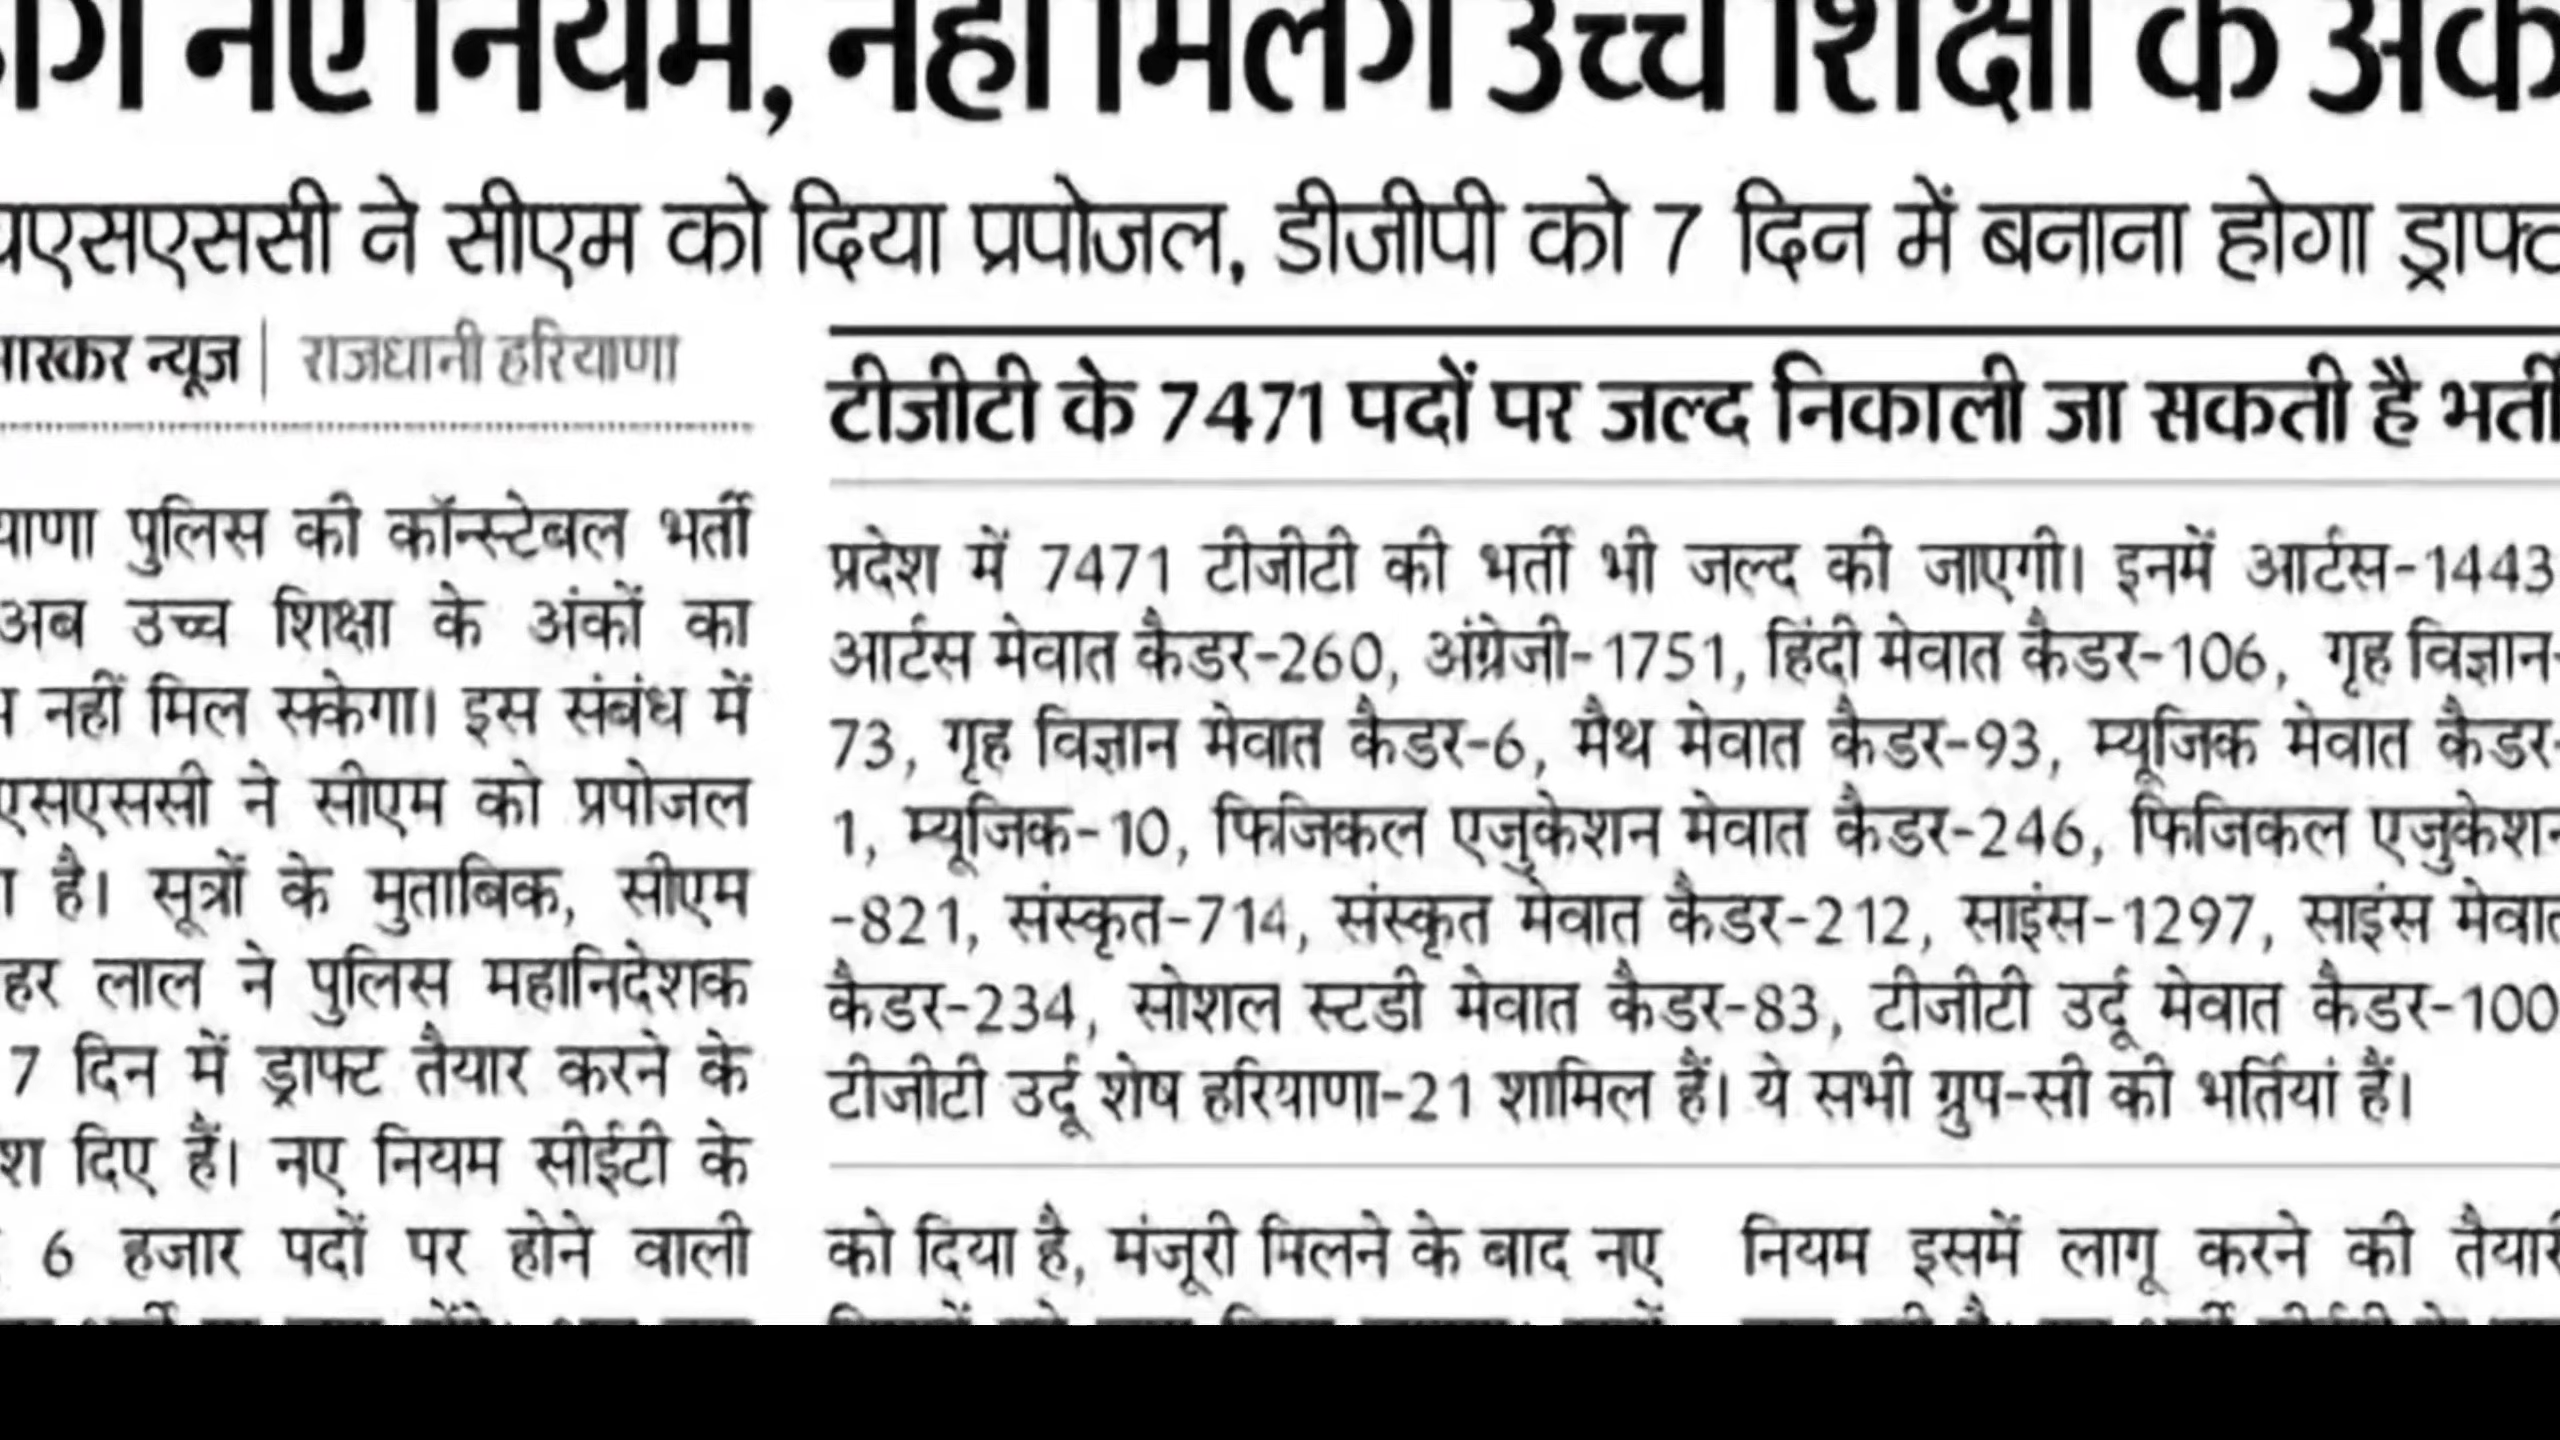 नए नियम, नहीं मिलेंगे उच्च शिक्षा के अंक
ने सीएम को दिया प्रपोजल, डीजीपी को 7 दिन में बनाना होगा ड्राफ्ट
न्यूज | राजधानी हरियाणा
पुलिस की कॉन्स्टेबल भर्ती
अब उच्च शिक्षा के अंकों का
नहीं मिल सकेगा। इस संबंध में
ने सीएम को प्रपोजल
है। सूत्रों के मुताबिक, सीएम
लाल ने पुलिस महानिदेशक
7 दिन में ड्राफ्ट तैयार करने के
दिए हैं। नए नियम सीईटी के
6 हजार पदों पर होने वाली
टीजीटी के 7471 पदों पर जल्द निकाली जा सकती है भर्ती
प्रदेश में 7471 टीजीटी की भर्ती भी जल्द की जाएगी। इनमें आर्टस-1443
आर्टस मेवात कैडर-260, अंग्रेजी-1751, हिंदी मेवात कैडर-106, गृह विज्ञान-
73, गृह विज्ञान मेवात कैडर-6, मैथ मेवात कैडर-93, म्यूजिक मेवात कैडर-
1, म्यूजिक-10, फिजिकल एजुकेशन मेवात कैडर-246, फिजिकल एजुकेशन
-821, संस्कृत-714, संस्कृत मेवात कैडर-212, साइंस-1297, साइंस मेवात
कैडर-234, सोशल स्टडी मेवात कैडर-83, टीजीटी उर्दू मेवात कैडर-100
टीजीटी उर्दू शेष हरियाणा-21 शामिल हैं। ये सभी ग्रुप-सी की भर्तियां हैं।
को दिया है, मंजूरी मिलने के बाद नए
नियम इसमें लागू करने की तैयारी